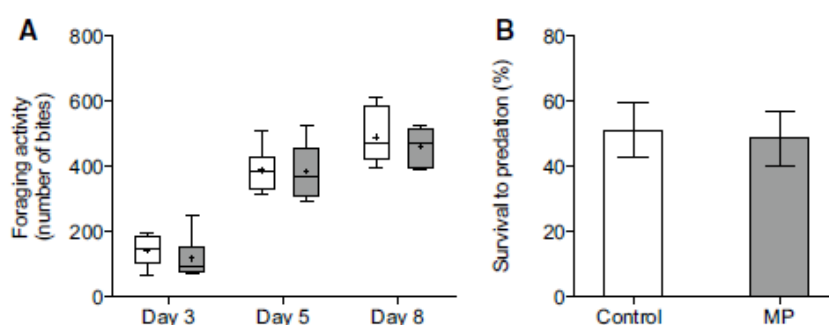 A
B
800
600
400
200
0
Foraging activity
(number of bites)
Day 3
Day 5
Day 8
80
60
40
20
0
Survival to predation (%)
Control
MP